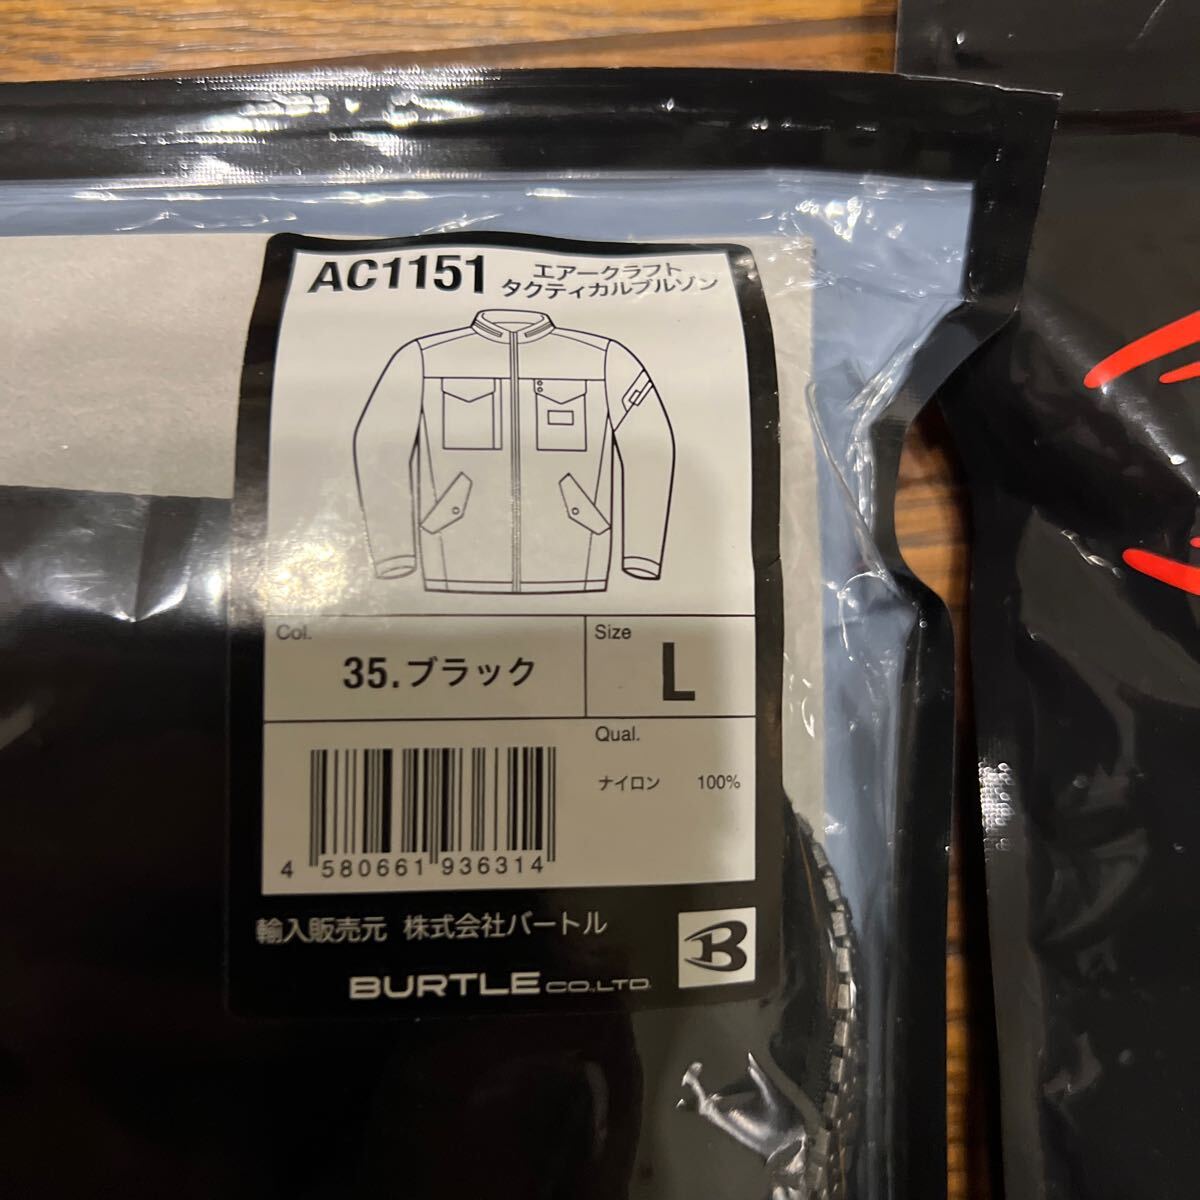 AC1151
エアークラフト
タクティカルブルゾン
Col.
35.ブラック
Size
L
Qual.
ナイロン 100%
4 580661 936314
輸入販売元 株式会社バートル
B
BURTLE CO.,LTD.